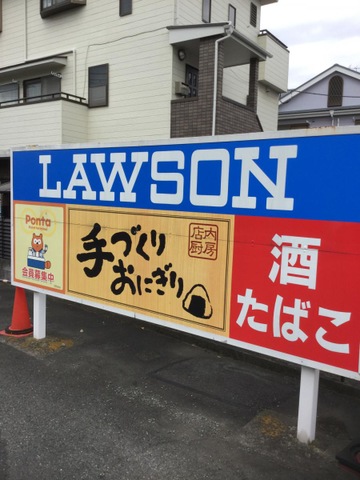 LAWSON
Ponta
会員募集中
手づくり
おにぎり
店内
厨房
酒
たばこ